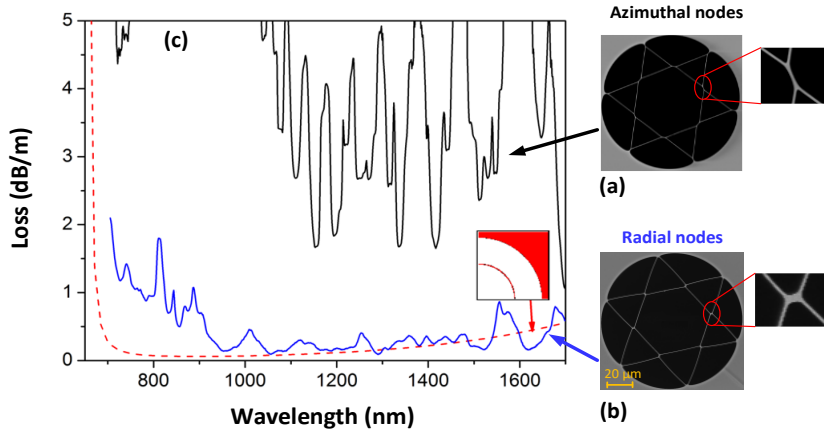 Azimuthal nodes
(c)
(a)
Radial nodes
20 μm
(b)
Loss (dB/m)
5
4
3
2
1
0
800 1000 1200 1400 1600
Wavelength (nm)